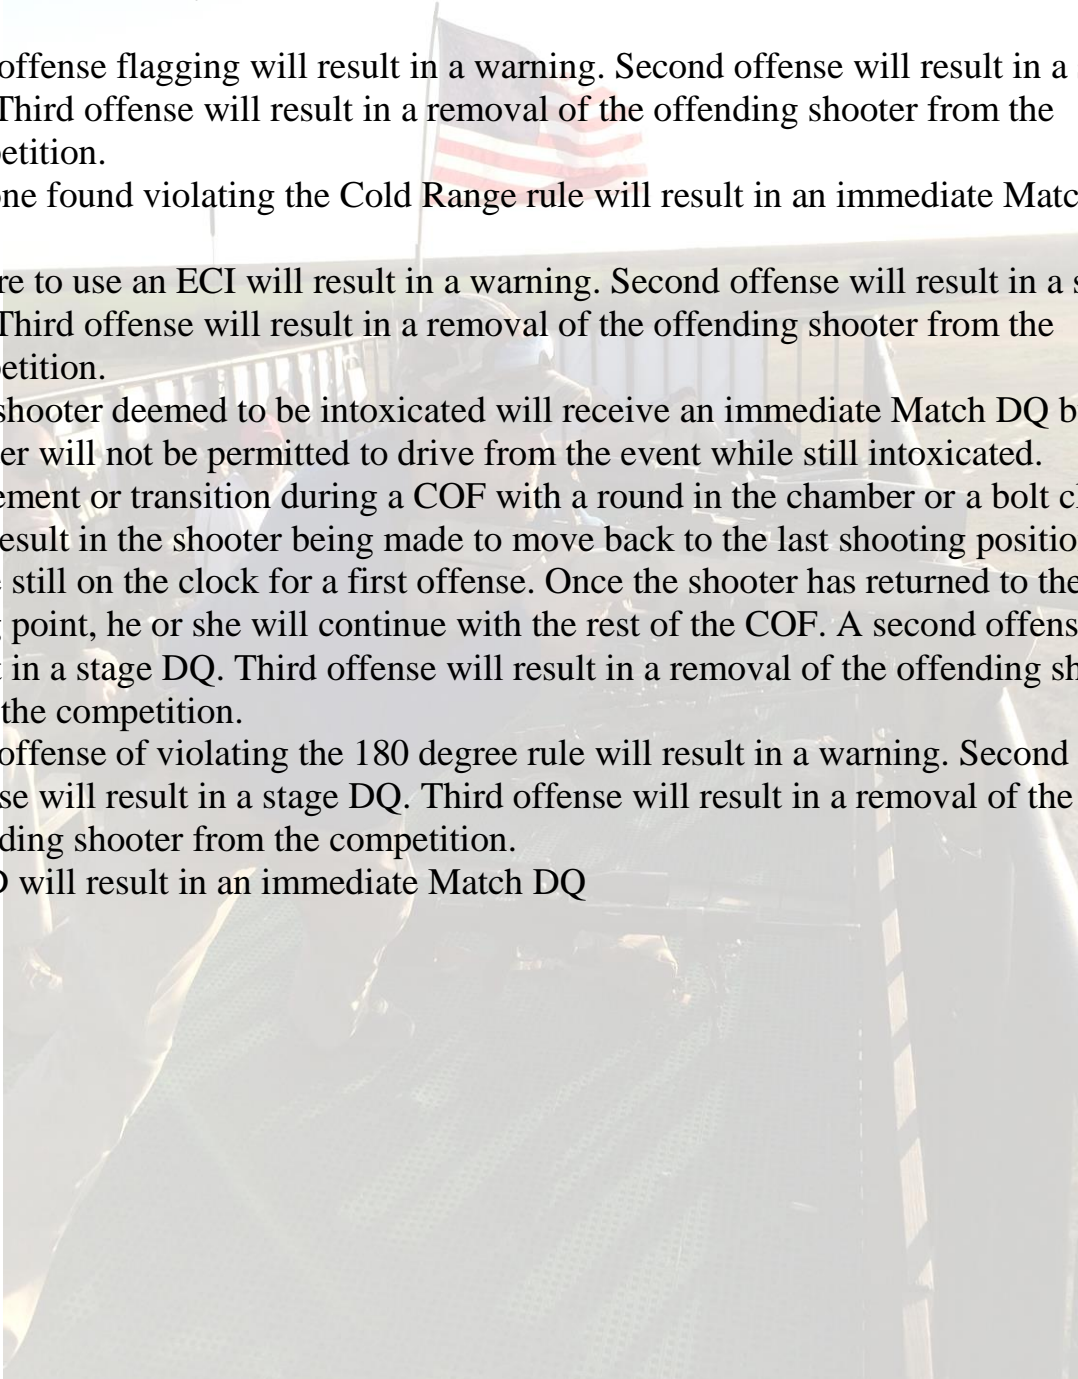 offense flagging will result in a warning. Second offense will result in a
Third offense will result in a removal of the offending shooter from the
etition.
ne found violating the Cold Range rule will result in an immediate Matc
re to use an ECI will result in a warning. Second offense will result in a s
Third offense will result in a removal of the offending shooter from the
etition.
shooter deemed to be intoxicated will receive an immediate Match DQ b
er will not be permitted to drive from the event while still intoxicated.
ement or transition during a COF with a round in the chamber or a bolt cl
esult in the shooter being made to move back to the last shooting positio
e still on the clock for a first offense. Once the shooter has returned to the
g point, he or she will continue with the rest of the COF. A second offens
t in a stage DQ. Third offense will result in a removal of the offending sh
the competition.
offense of violating the 180 degree rule will result in a warning. Second
se will result in a stage DQ. Third offense will result in a removal of the
ding shooter from the competition.
D will result in an immediate Match DQ